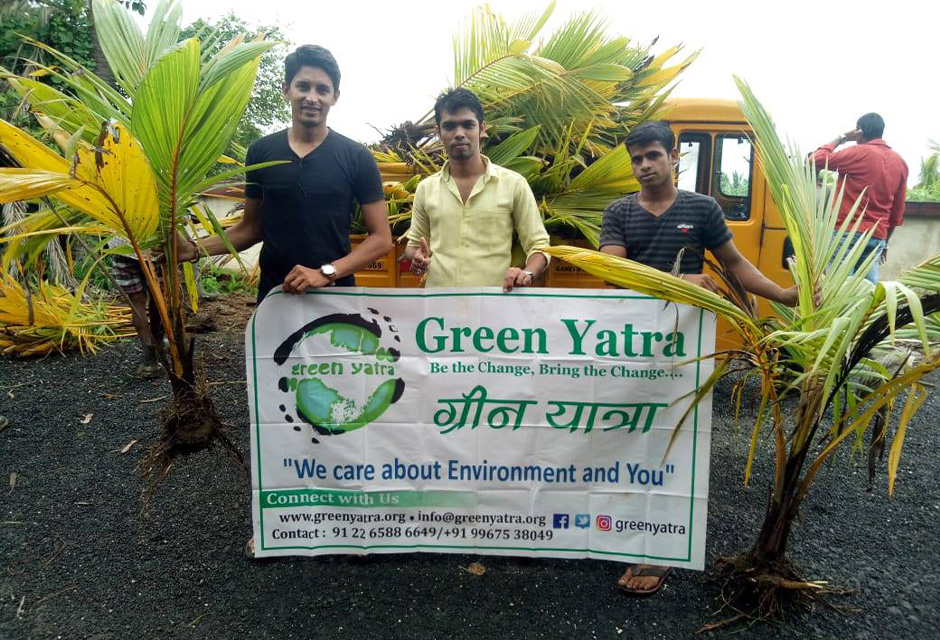 Green Yatra
Be the Change, Bring the Change....
green yatra
ग्रीन यात्रा
"We care about Environment and You"
Connect with Us
www.greenyatra.org • info@greenyatra.org greenyatra
Contact : 91 22 6588 6649/+91 99675 38049